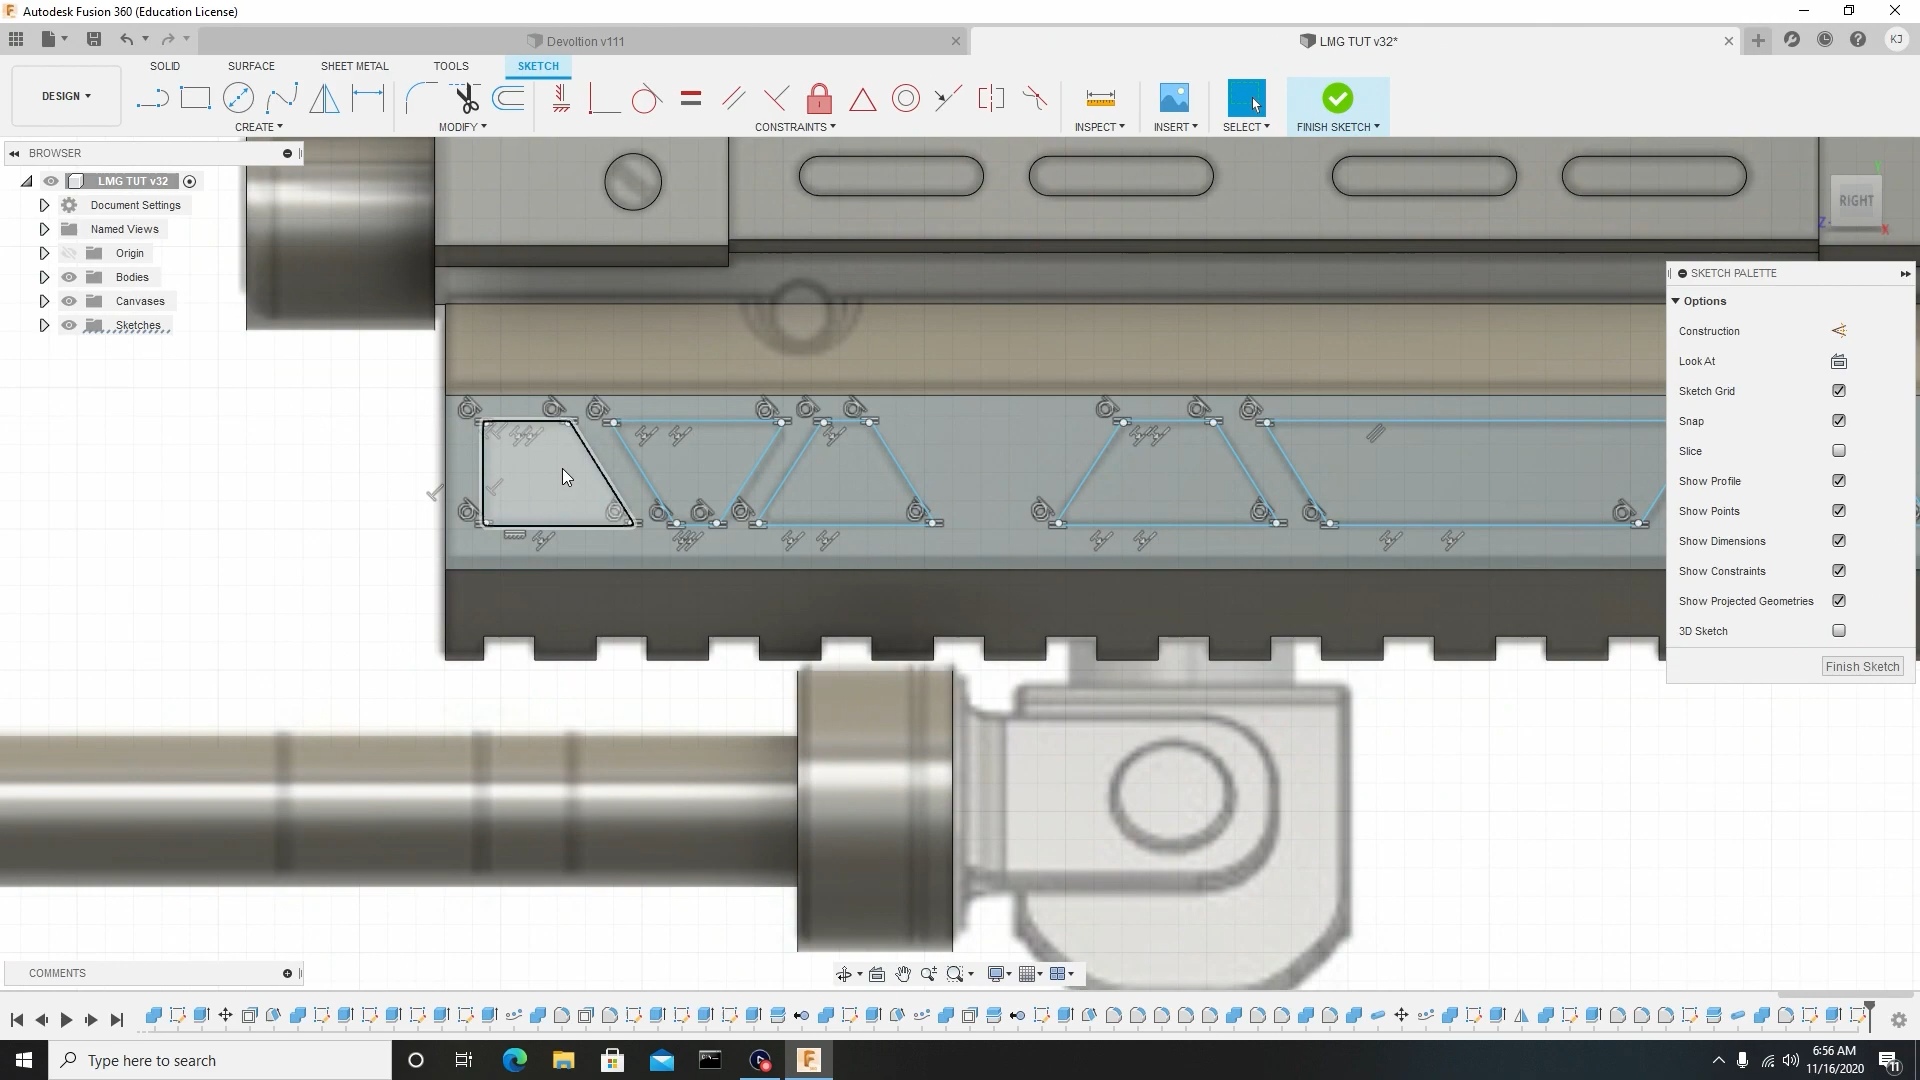 Autodesk Fusion 360 (Education License)
Devoltion v111
LMG TUT v32*
KJ
DESIGN
SOLID
SURFACE
SHEET METAL
TOOLS
SKETCH
CREATE
MODIFY
CONSTRAINTS
INSPECT
INSERT
SELECT
FINISH SKETCH
BROWSER
LMG TUT v32
Document Settings
Named Views
Origin
Bodies
Canvases
Sketches
RIGHT
Y
Z
X
SKETCH PALETTE
Options
Construction
Look At
Sketch Grid
Snap
Slice
Show Profile
Show Points
Show Dimensions
Show Constraints
Show Projected Geometries
3D Sketch
Finish Sketch
COMMENTS
Type here to search
6:56 AM
11/16/2020
11